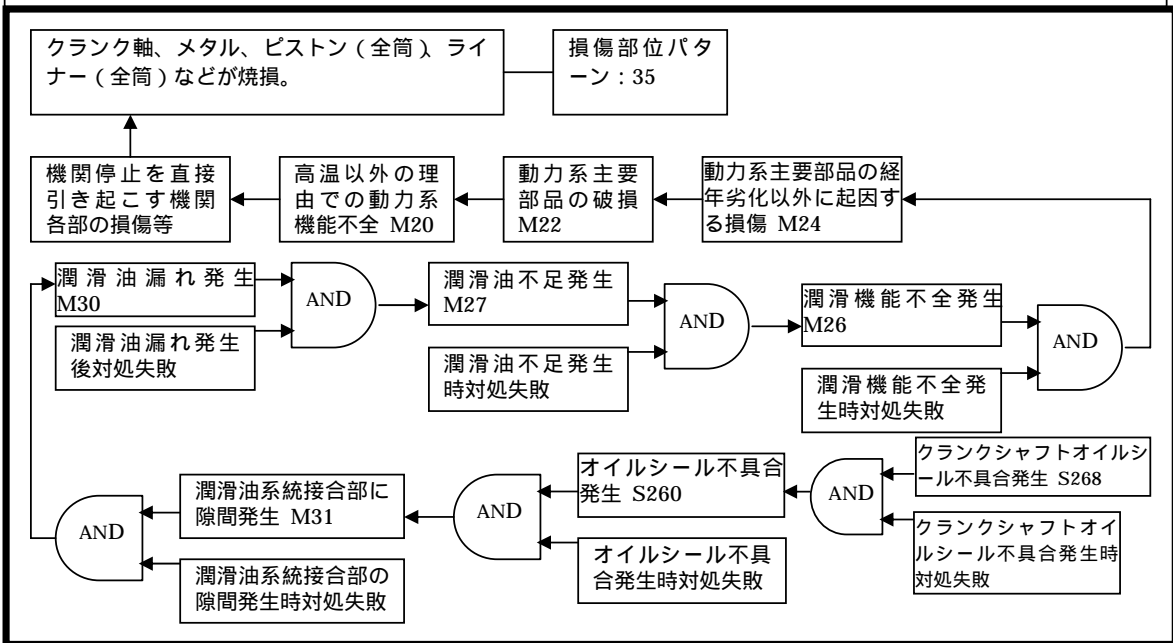 クランク軸、メタル、ピストン（全筒）、ライ
ナー（全筒）などが焼損。
損傷部位パタ
ーン：35
機関停止を直接
引き起こす機関
各部の損傷等
高温以外の理
由での動力系
機能不全 M20
動力系主要
部品の破損
M22
動力系主要部品の経
年劣化以外に起因す
る損傷 M24
潤滑油漏れ発生
M30
潤滑油漏れ発生
後対処失敗
AND
潤滑油不足発生
M27
潤滑油不足発生
時対処失敗
AND
潤滑機能不全発生
M26
潤滑機能不全発
生時対処失敗
AND
AND
潤滑油系統接合部に
隙間発生 M31
潤滑油系統接合部の
隙間発生時対処失敗
AND
オイルシール不具合
発生 S260
オイルシール不具
合発生時対処失敗
AND
クランクシャフトオイルシ
ール不具合発生 S268
クランクシャフトオイ
ルシール不具合発生時
対処失敗